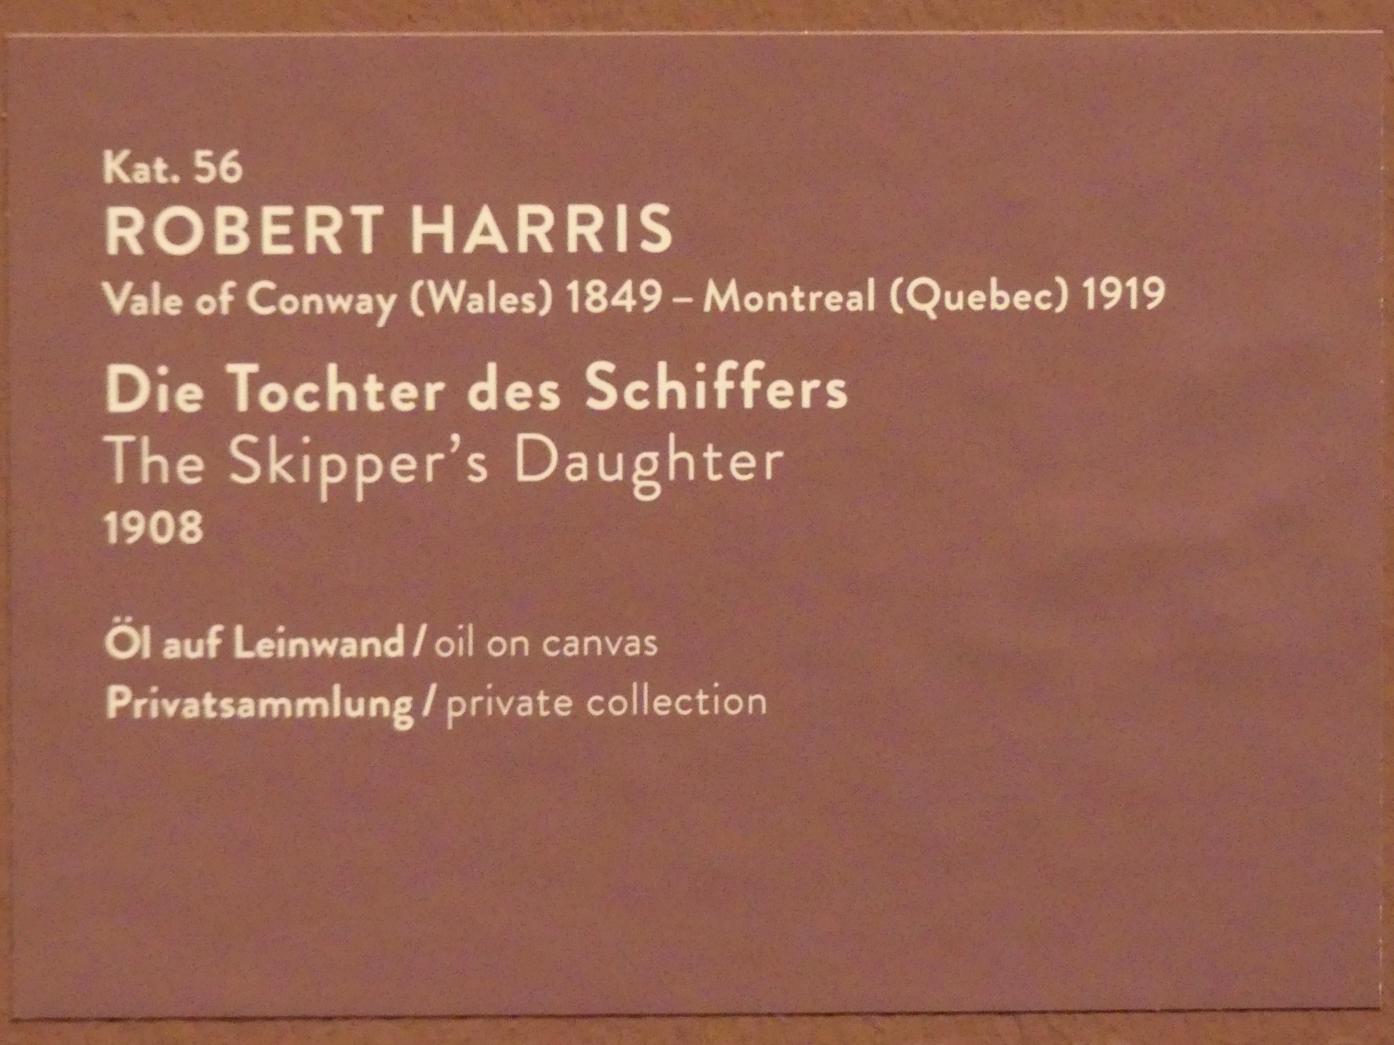 Kat. 56
ROBERT HARRIS
Vale of Conway (Wales) 1849 – Montreal (Quebec) 1919
Die Tochter des Schiffers
The Skipper’s Daughter
1908
Öl auf Leinwand / oil on canvas
Privatsammlung / private collection